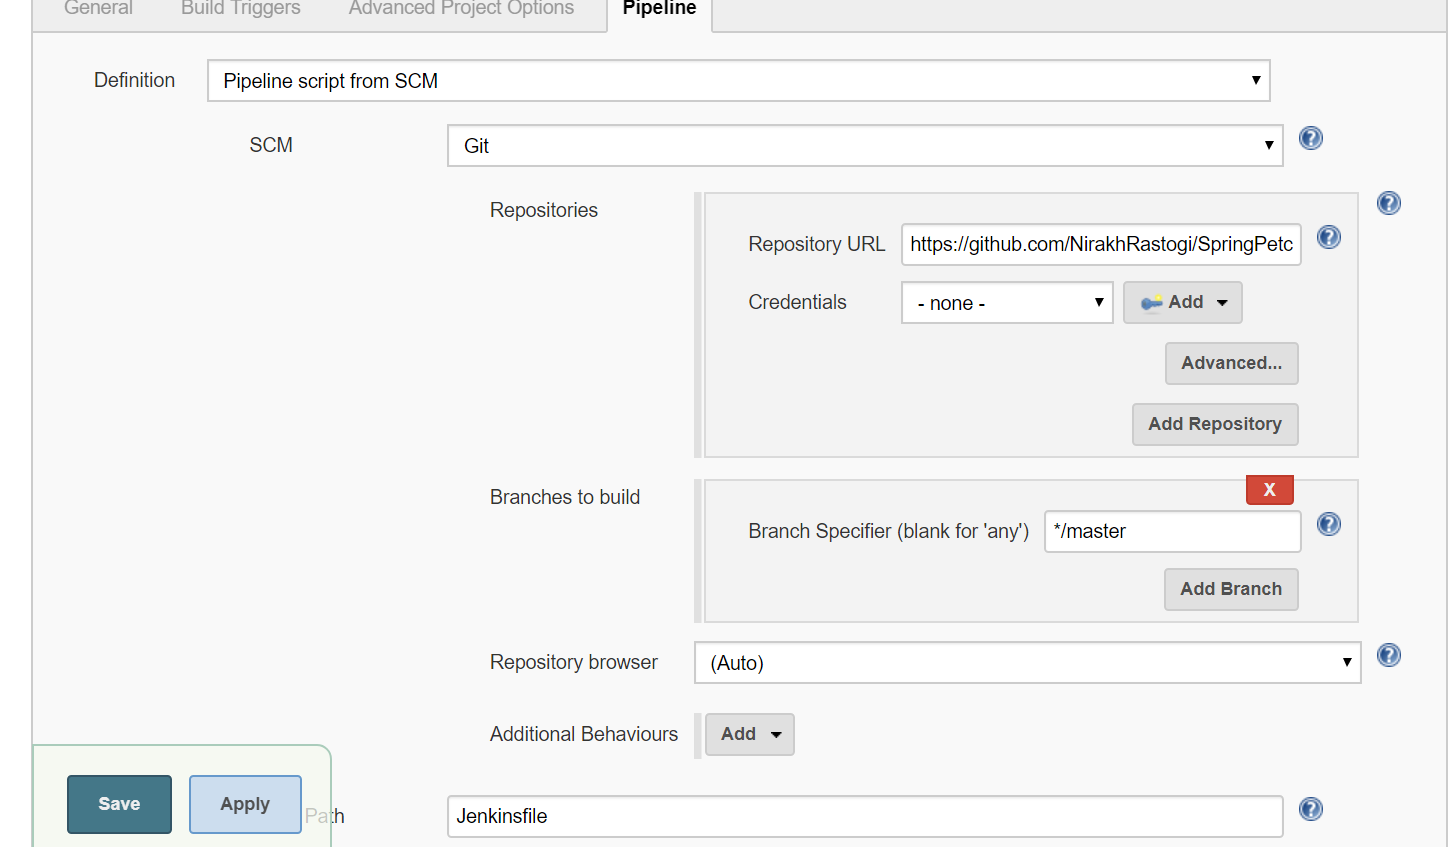 General Build Triggers Advanced Project Options Pipeline
Definition Pipeline script from SCM
SCM Git
Repositories
Repository URL https://github.com/NirakhRastogi/SpringPetc
Credentials - none - Add
Advanced...
Add Repository
Branches to build
X
Branch Specifier (blank for 'any') */master
Add Branch
Repository browser (Auto)
Additional Behaviours Add
Save Apply Path Jenkinsfile